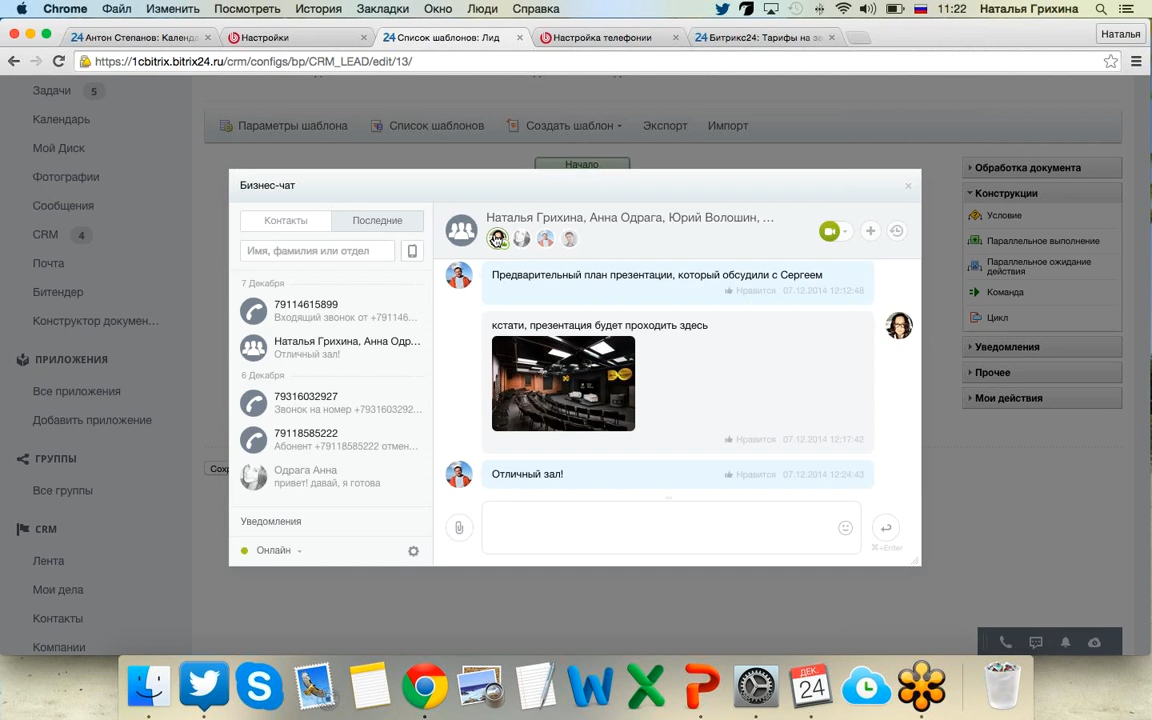 Chrome Файл Изменить Посмотреть История Закладки Окно Люди Справка 11:22 Наталья Грихина
24 Антон Степанов: Календ
Настройки
24 Список шаблонов: Лид
Настройка телефонии
24 Битрикс24: Тарифы на за
Наталья
https://1cbitrix.bitrix24.ru/crm/configs/bp/CRM_LEAD/edit/13/
Задачи 5
Календарь
Мой Диск
Фотографии
Сообщения
CRM 4
Почта
Битендер
Конструктор докумен...
ПРИЛОЖЕНИЯ
Все приложения
Добавить приложение
ГРУППЫ
Все группы
CRM
Лента
Мои дела
Контакты
Компании
Параметры шаблона Список шаблонов Создать шаблон Экспорт Импорт
Начало
Сохр
Бизнес-чат
Контакты Последние
Имя, фамилия или отдел
7 Декабря
79114615899
Входящий звонок от +791146...
Наталья Грихина, Анна Одр...
Отличный зал!
6 Декабря
79316032927
Звонок на номер +79316032927...
79118585222
Абонент +79118585222 отмен...
Одрага Анна
привет! давай, я готова
Уведомления
Онлайн
Наталья Грихина, Анна Одрага, Юрий Волошин, ...
Предварительный план презентации, который обсудили с Сергеем
Нравится 07.12.2014 12:12:48
кстати, презентация будет проходить здесь
Нравится 07.12.2014 12:17:42
Отличный зал!
Нравится 07.12.2014 12:24:43
⌘+Enter
Обработка документа
Конструкции
Условие
Параллельное выполнение
Параллельное ожидание
действия
Команда
Цикл
Уведомления
Прочее
Мои действия
ДЕК
24